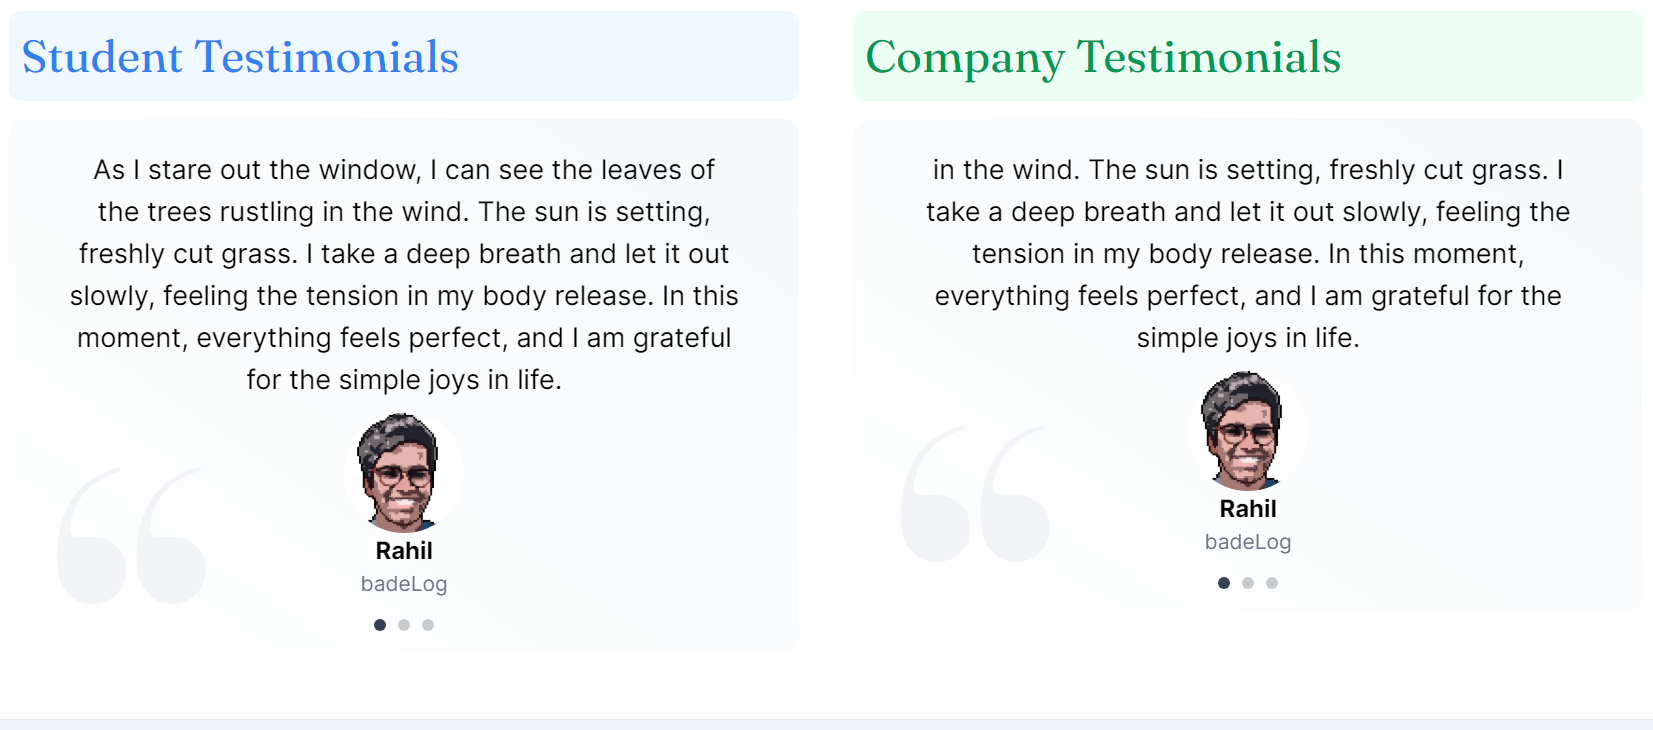 Student Testimonials
As I stare out the window, I can see the leaves of
the trees rustling in the wind. The sun is setting,
freshly cut grass. I take a deep breath and let it out
slowly, feeling the tension in my body release. In this
moment, everything feels perfect, and I am grateful
for the simple joys in life.
Rahil
badeLog
Company Testimonials
in the wind. The sun is setting, freshly cut grass. I
take a deep breath and let it out slowly, feeling the
tension in my body release. In this moment,
everything feels perfect, and I am grateful for the
simple joys in life.
Rahil
badeLog